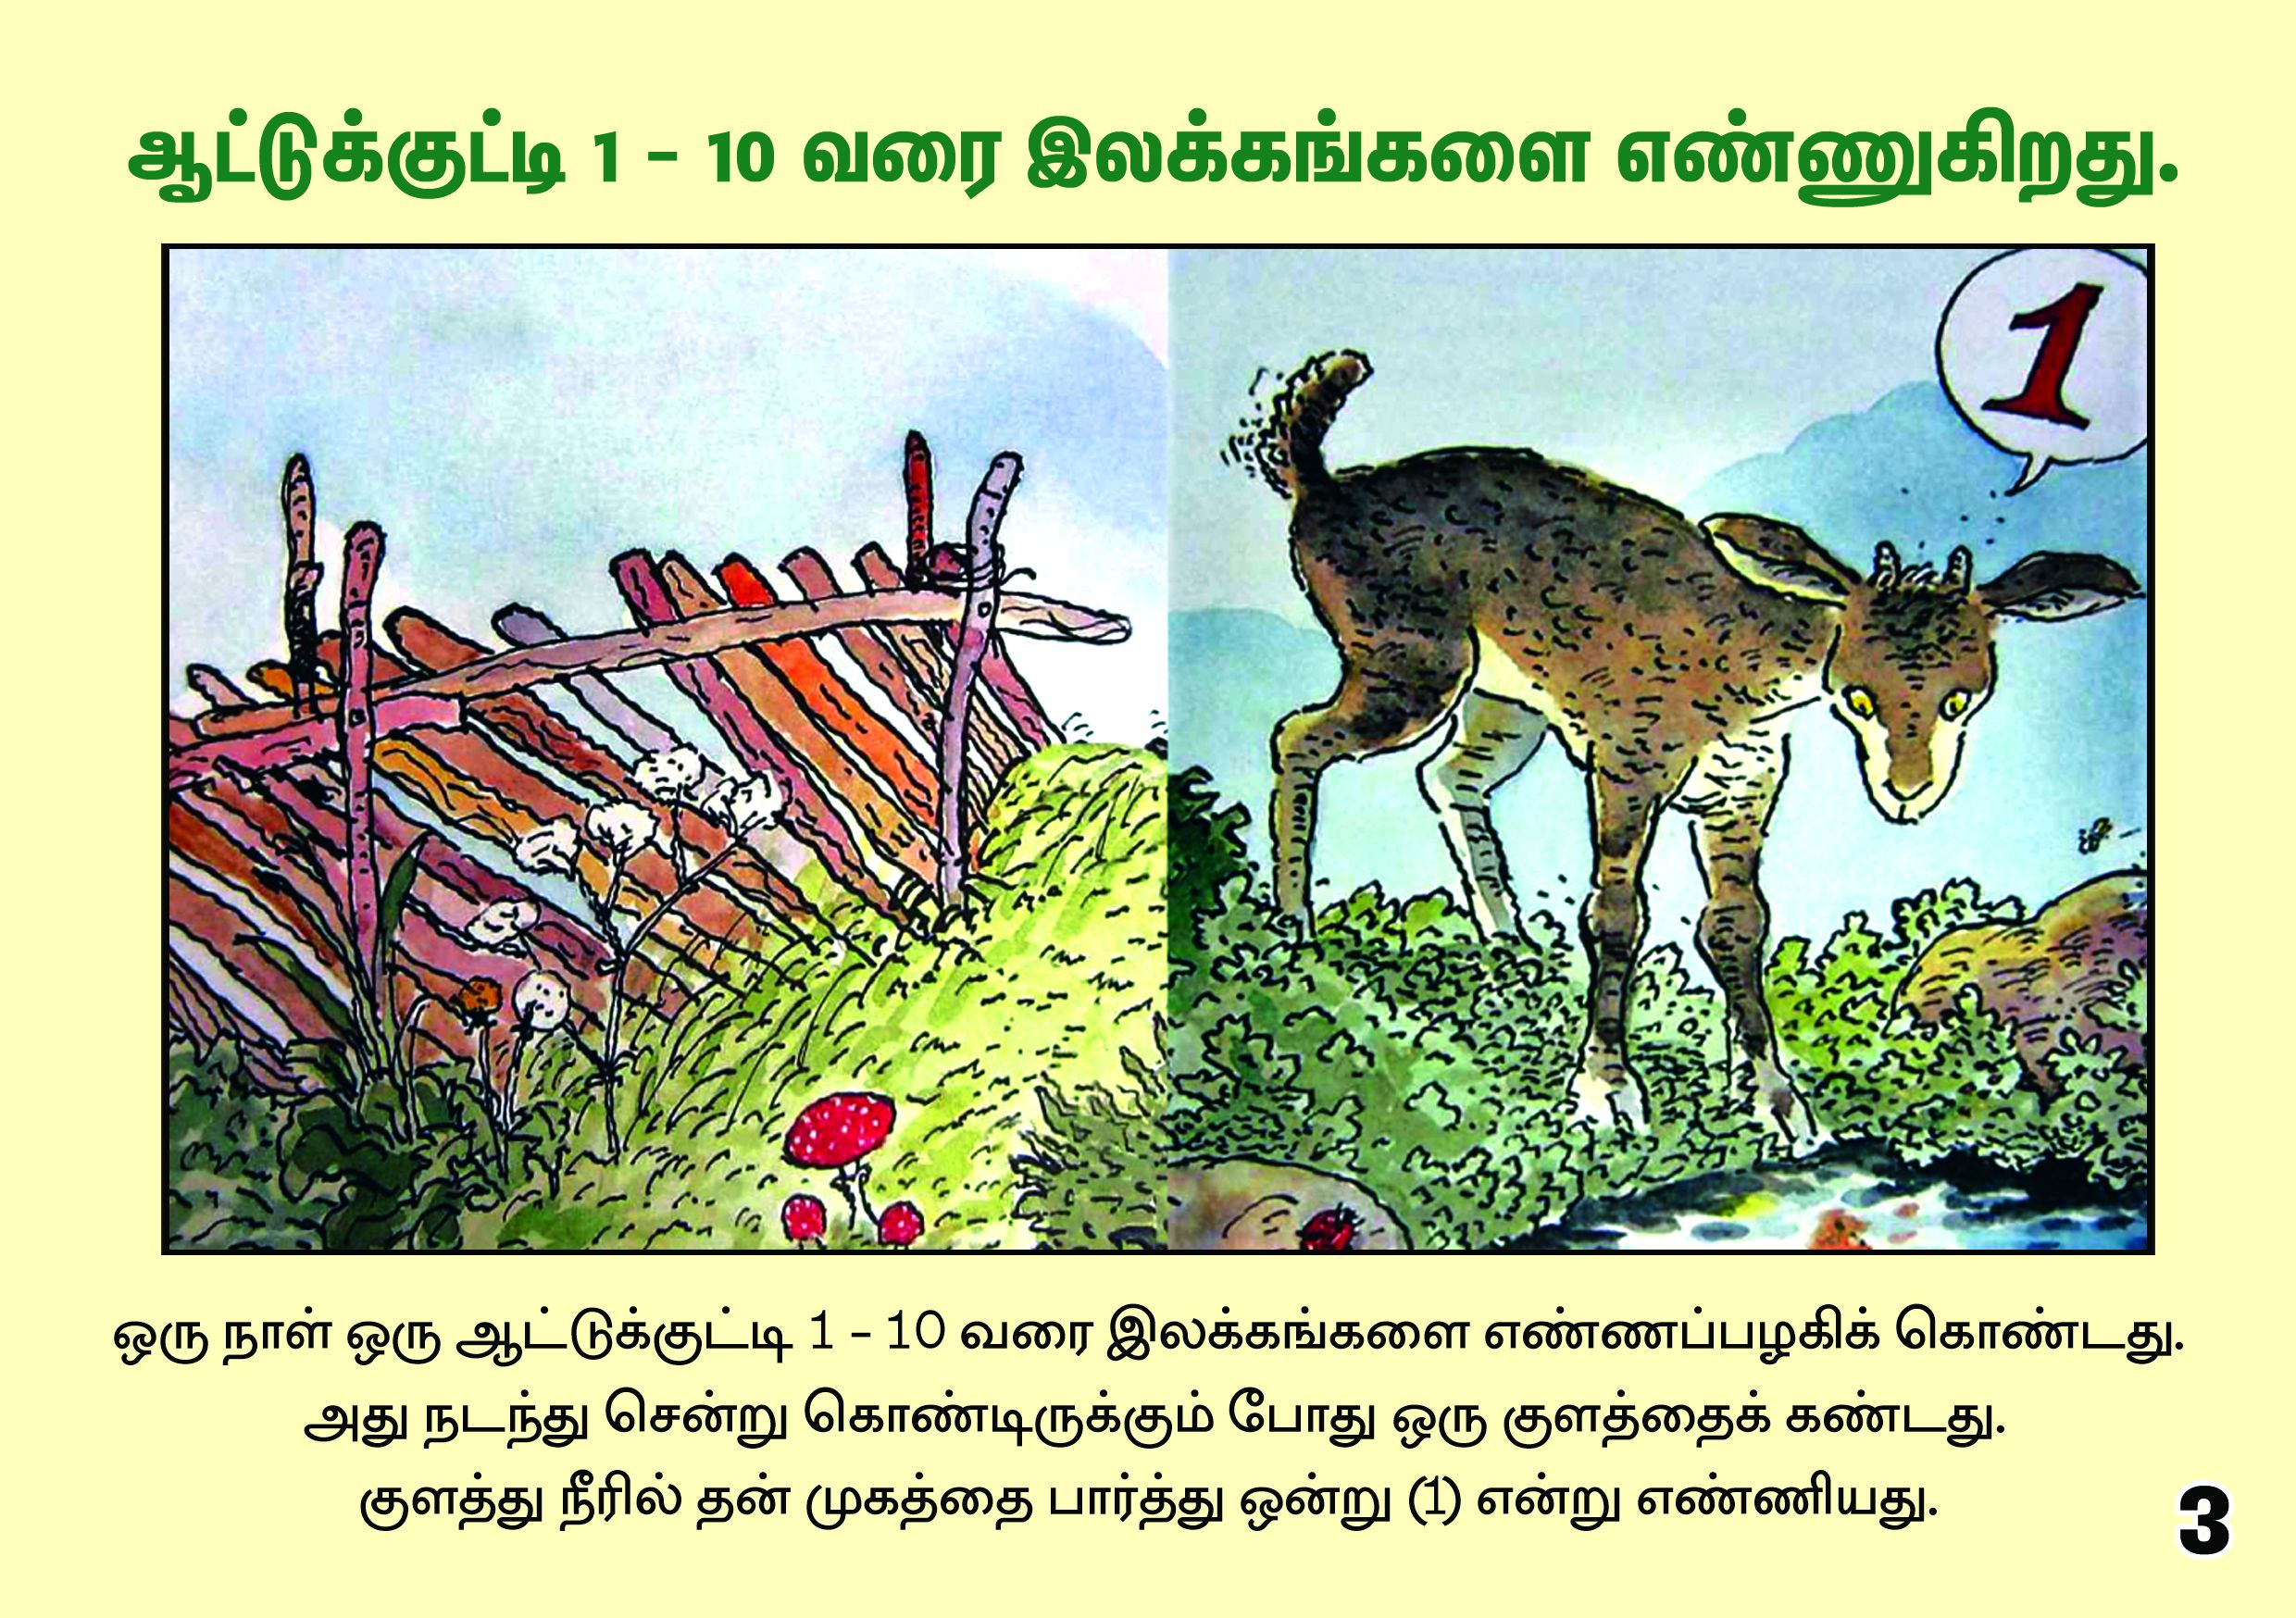 ஆட்டுக்குட்டி 1 - 10 வரை இலக்கங்களை எண்ணுகிறது.
1
ஒரு நாள் ஒரு ஆட்டுக்குட்டி 1 - 10 வரை இலக்கங்களை எண்ணப்பழகிக் கொண்டது.
அது நடந்து சென்று கொண்டிருக்கும் போது ஒரு குளத்தைக் கண்டது.
குளத்து நீரில் தன் முகத்தை பார்த்து ஒன்று (1) என்று எண்ணியது.
3